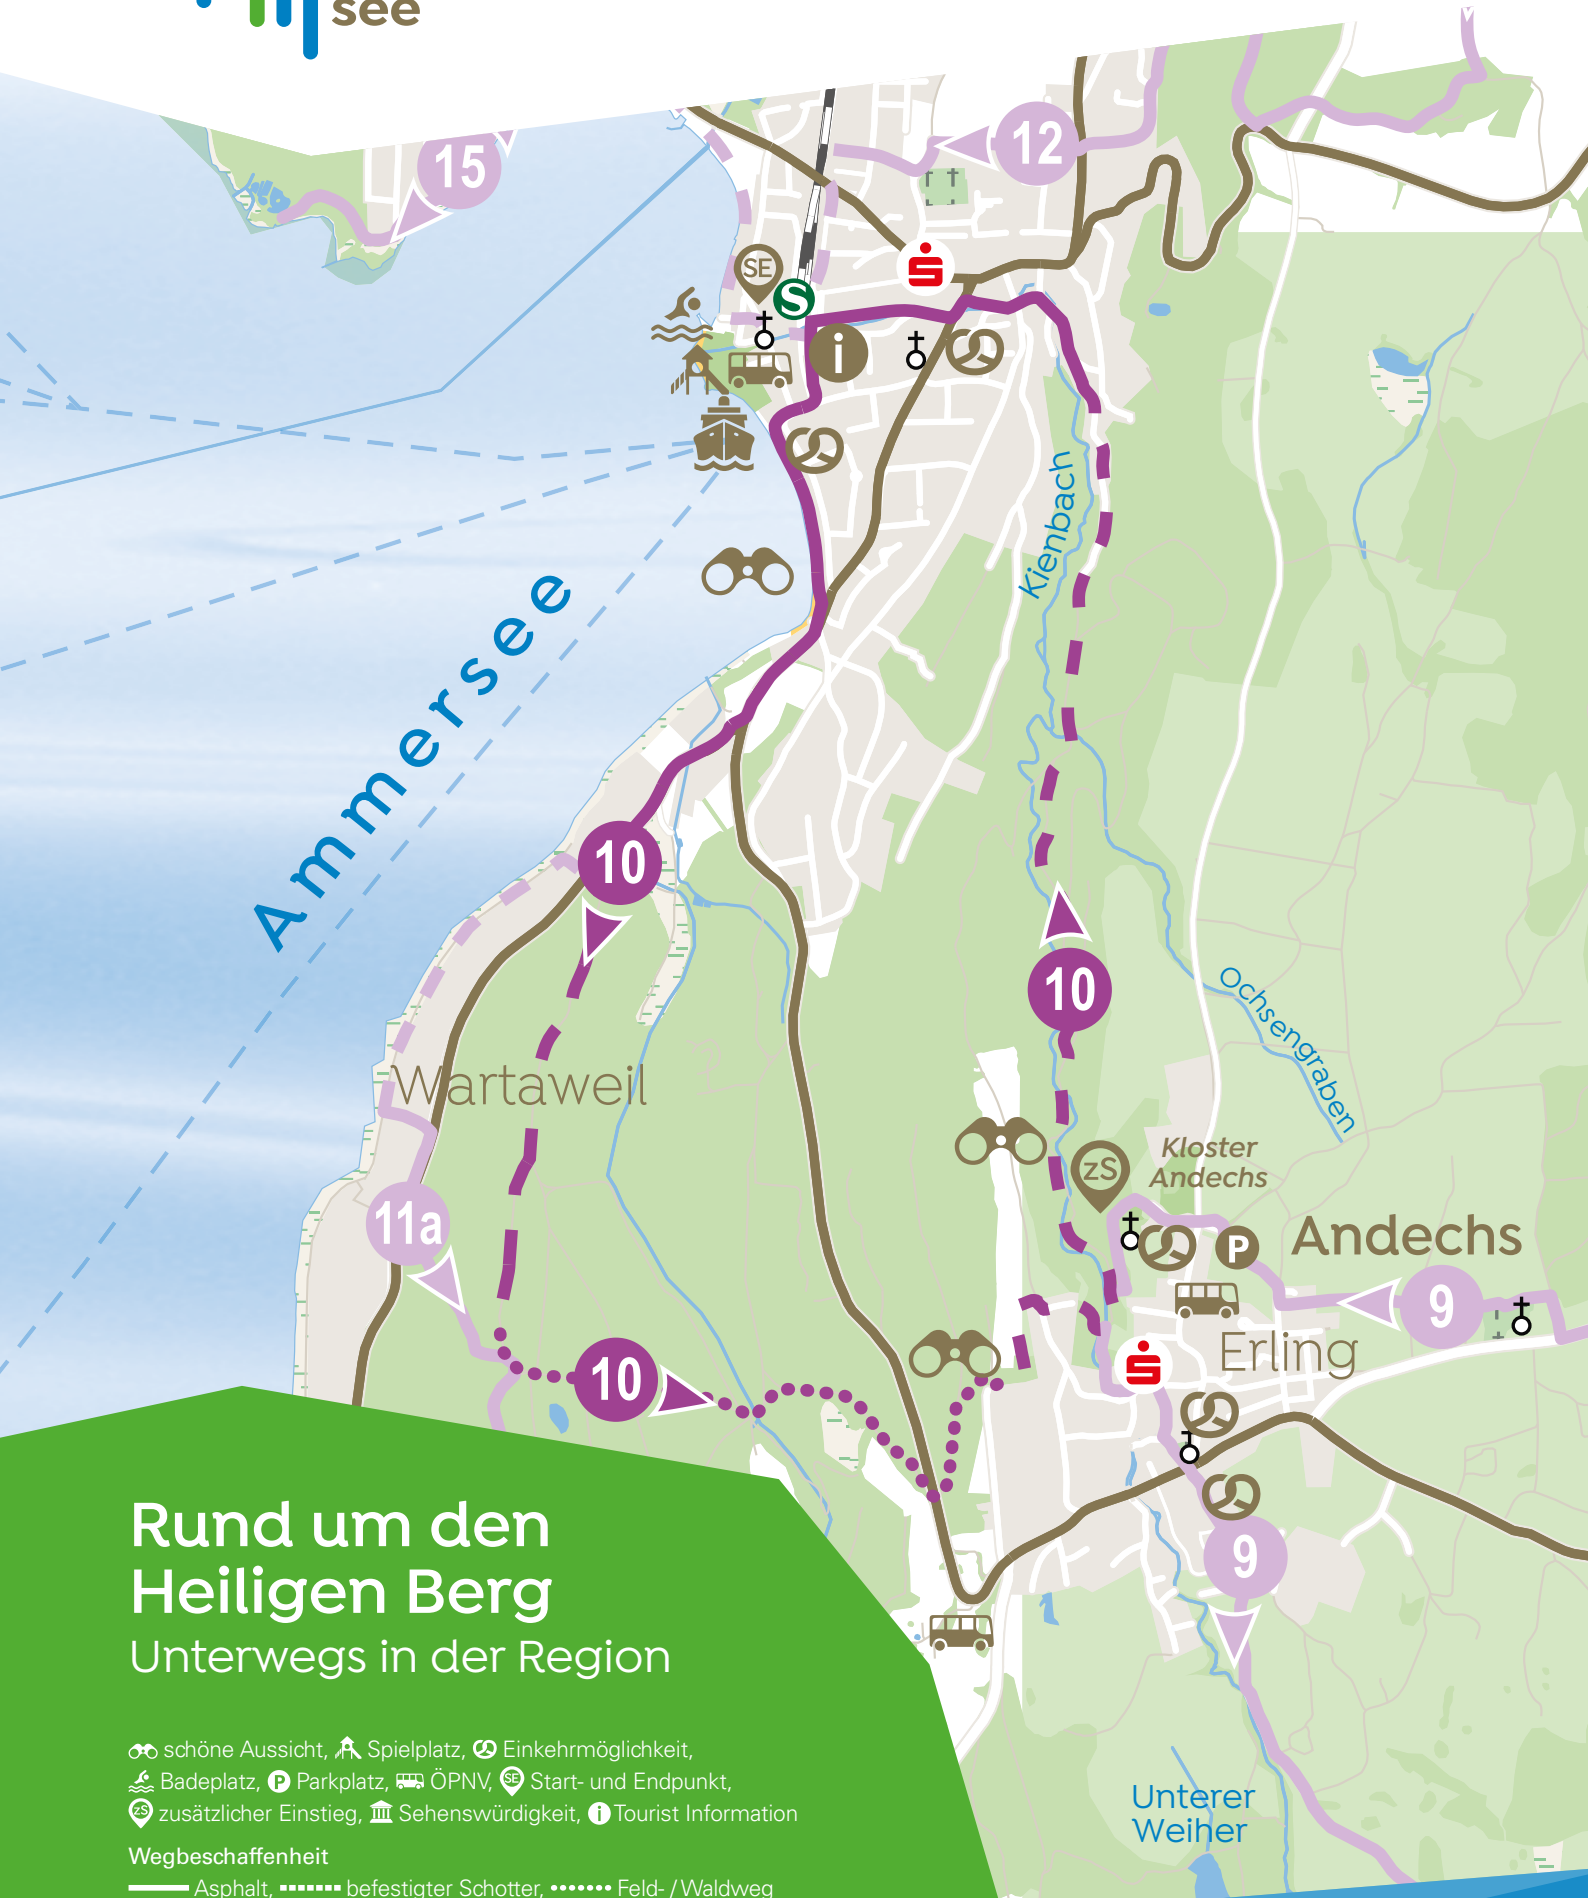 see
15
12
SE
S
i
Kienbach
Ammersee
10
10
Wartaweil
Ochsengraben
11a
zS
Kloster
Andechs
P
Andechs
9
Erling
10
9
Rund um den
Heiligen Berg
Unterwegs in der Region
schöne Aussicht, Spielplatz, Einkehrmöglichkeit,
Badeplatz, P Parkplatz, ÖPNV, SE Start- und Endpunkt,
zS zusätzlicher Einstieg, Sehenswürdigkeit, i Tourist Information
Wegbeschaffenheit
Asphalt, befestigter Schotter, Feld- / Waldweg
Unterer
Weiher